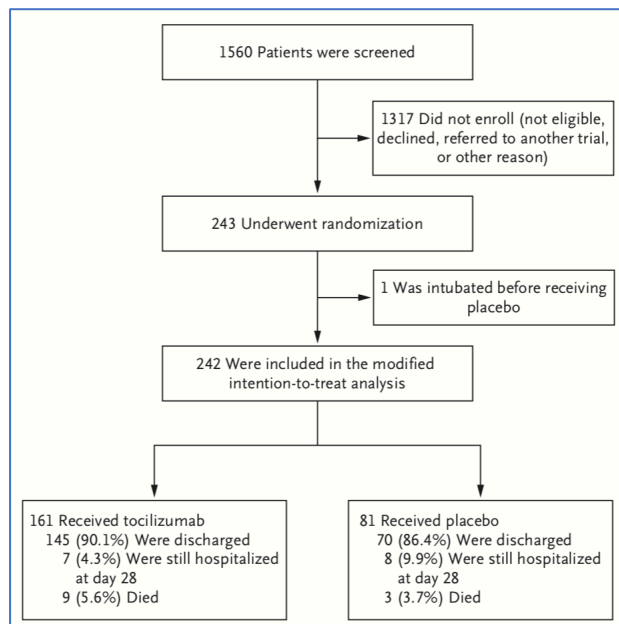 1560 Patients were screened
1317 Did not enroll (not eligible,
declined, referred to another trial,
or other reason)
243 Underwent randomization
1 Was intubated before receiving
placebo
242 Were included in the modified
intention-to-treat analysis
161 Received tocilizumab
145 (90.1%) Were discharged
7 (4.3%) Were still hospitalized
at day 28
9 (5.6%) Died
81 Received placebo
70 (86.4%) Were discharged
8 (9.9%) Were still hospitalized
at day 28
3 (3.7%) Died